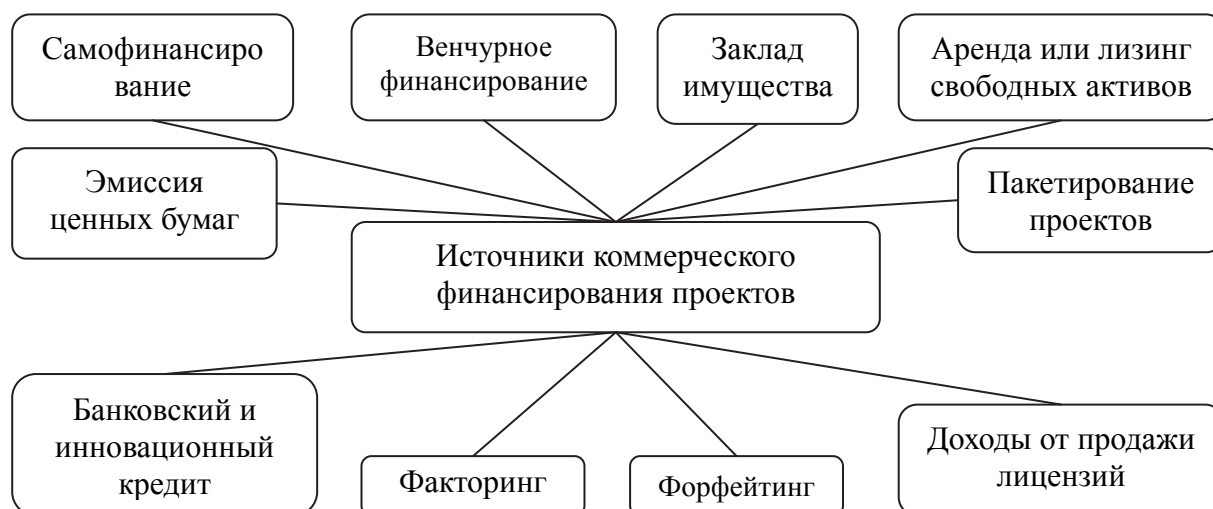 Самофинансиро
вание
Венчурное
финансирование
Заклад
имущества
Аренда или лизинг
свободных активов
Эмиссия
ценных бумаг
Пакетирование
проектов
Источники коммерческого
финансирования проектов
Банковский и
инновационный
кредит
Факторинг
Форфейтинг
Доходы от продажи
лицензий